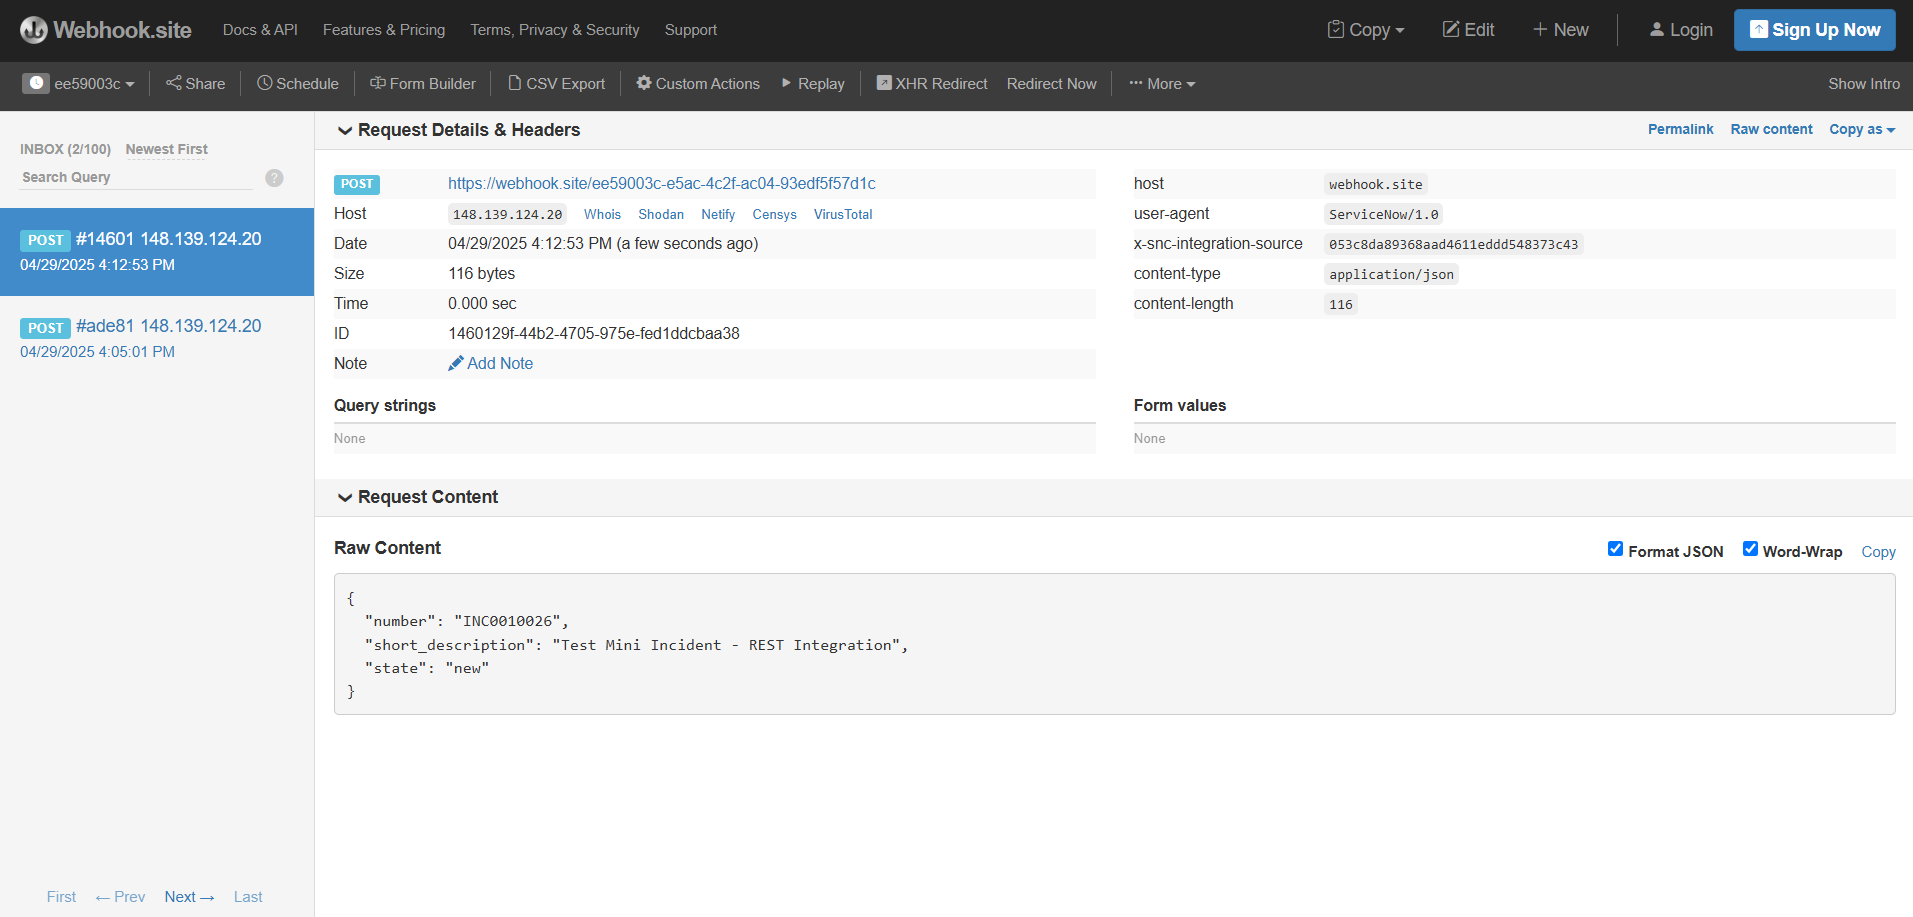 Webhook.site Docs & API Features & Pricing Terms, Privacy & Security Support Copy Edit New Login Sign Up Now
ee59003c Share Schedule Form Builder CSV Export Custom Actions Replay XHR Redirect Redirect Now ··· More Show Intro
INBOX (2/100) Newest First
Search Query ?
POST #14601 148.139.124.20
04/29/2025 4:12:53 PM
POST #ade81 148.139.124.20
04/29/2025 4:05:01 PM
First ← Prev Next → Last
Request Details & Headers Permalink Raw content Copy as
POST https://webhook.site/ee59003c-e5ac-4c2f-ac04-93edf5f57d1c
Host 148.139.124.20 Whois Shodan Netify Censys VirusTotal
Date 04/29/2025 4:12:53 PM (a few seconds ago)
Size 116 bytes
Time 0.000 sec
ID 1460129f-44b2-4705-975e-fed1ddcbaa38
Note Add Note
host webhook.site
user-agent ServiceNow/1.0
x-snc-integration-source 053c8da89368aad4611eddd548373c43
content-type application/json
content-length 116
Query strings
None
Form values
None
Request Content
Raw Content Format JSON Word-Wrap Copy
{
"number": "INC0010026",
"short_description": "Test Mini Incident - REST Integration",
"state": "new"
}